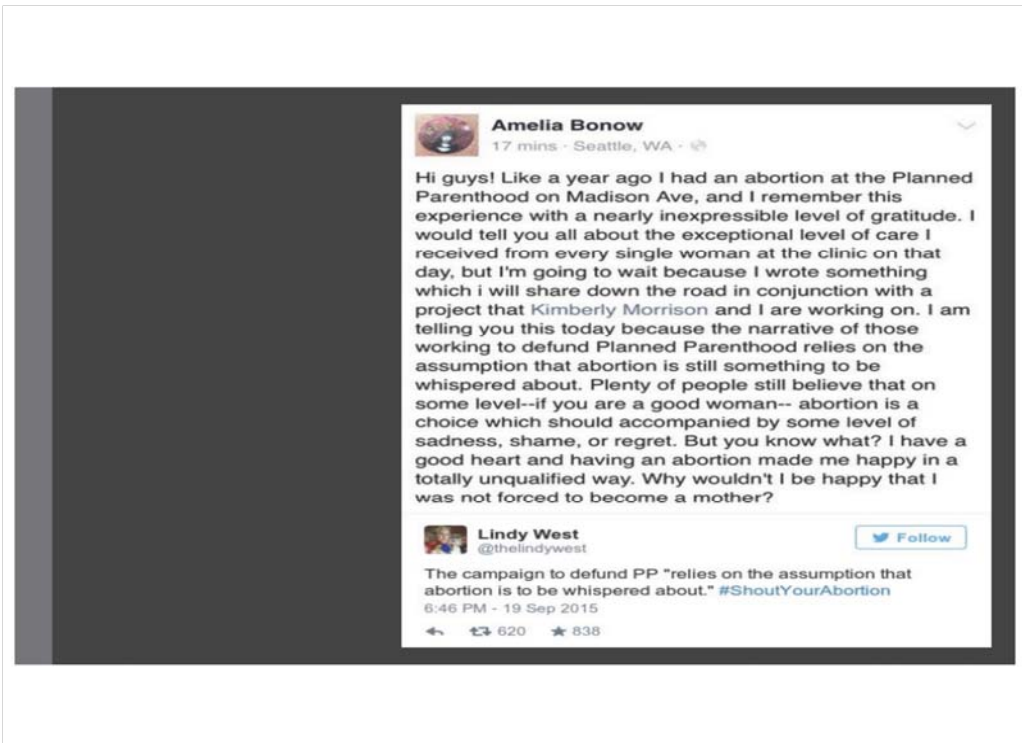 Amelia Bonow
17 mins · Seattle, WA ·
Hi guys! Like a year ago I had an abortion at the Planned
Parenthood on Madison Ave, and I remember this
experience with a nearly inexpressible level of gratitude. I
would tell you all about the exceptional level of care I
received from every single woman at the clinic on that
day, but I'm going to wait because I wrote something
which i will share down the road in conjunction with a
project that Kimberly Morrison and I are working on. I am
telling you this today because the narrative of those
working to defund Planned Parenthood relies on the
assumption that abortion is still something to be
whispered about. Plenty of people still believe that on
some level--if you are a good woman-- abortion is a
choice which should accompanied by some level of
sadness, shame, or regret. But you know what? I have a
good heart and having an abortion made me happy in a
totally unqualified way. Why wouldn't I be happy that I
was not forced to become a mother?
Lindy West
@thelindywest
Follow
The campaign to defund PP "relies on the assumption that
abortion is to be whispered about." #ShoutYourAbortion
6:46 PM - 19 Sep 2015
620 838